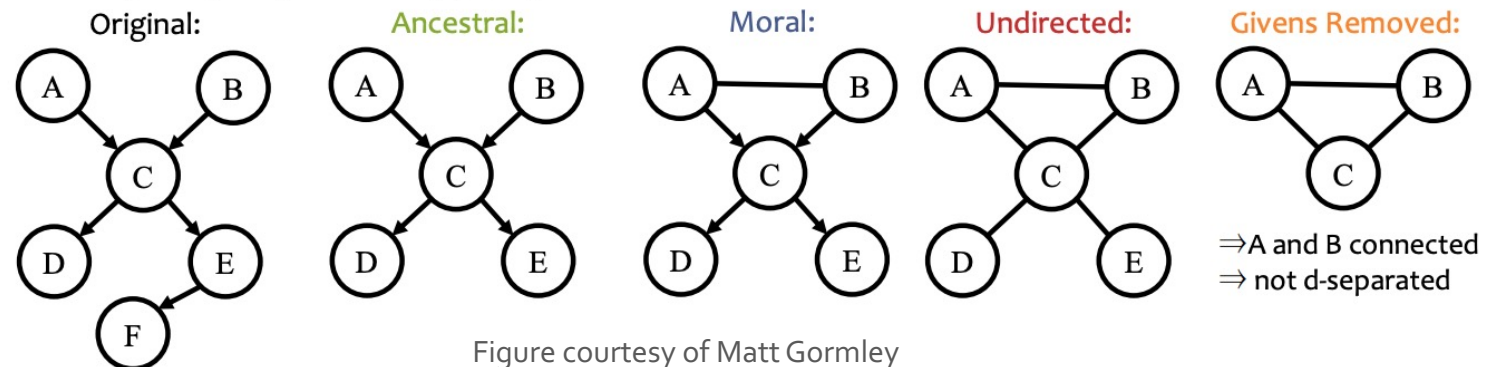 Original:
Ancestral:
Moral:
Undirected:
Givens Removed:
A
B
C
D
E
F
A
B
C
D
E
A
B
C
D
E
A
B
C
D
E
A
B
C
⇒A and B connected
⇒ not d-separated
Figure courtesy of Matt Gormley